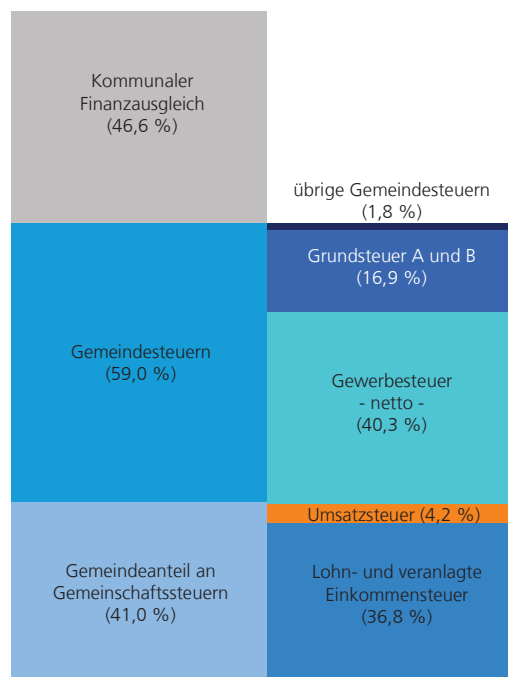 Kommunaler
Finanzausgleich
(46,6 %)
übrige Gemeindesteuern
(1,8 %)
Grundsteuer A und B
(16,9 %)
Gemeindesteuern
(59,0 %)
Gewerbesteuer
- netto -
(40,3 %)
Umsatzsteuer (4,2 %)
Gemeindeanteil an
Gemeinschaftssteuern
(41,0 %)
Lohn- und veranlagte
Einkommensteuer
(36,8 %)